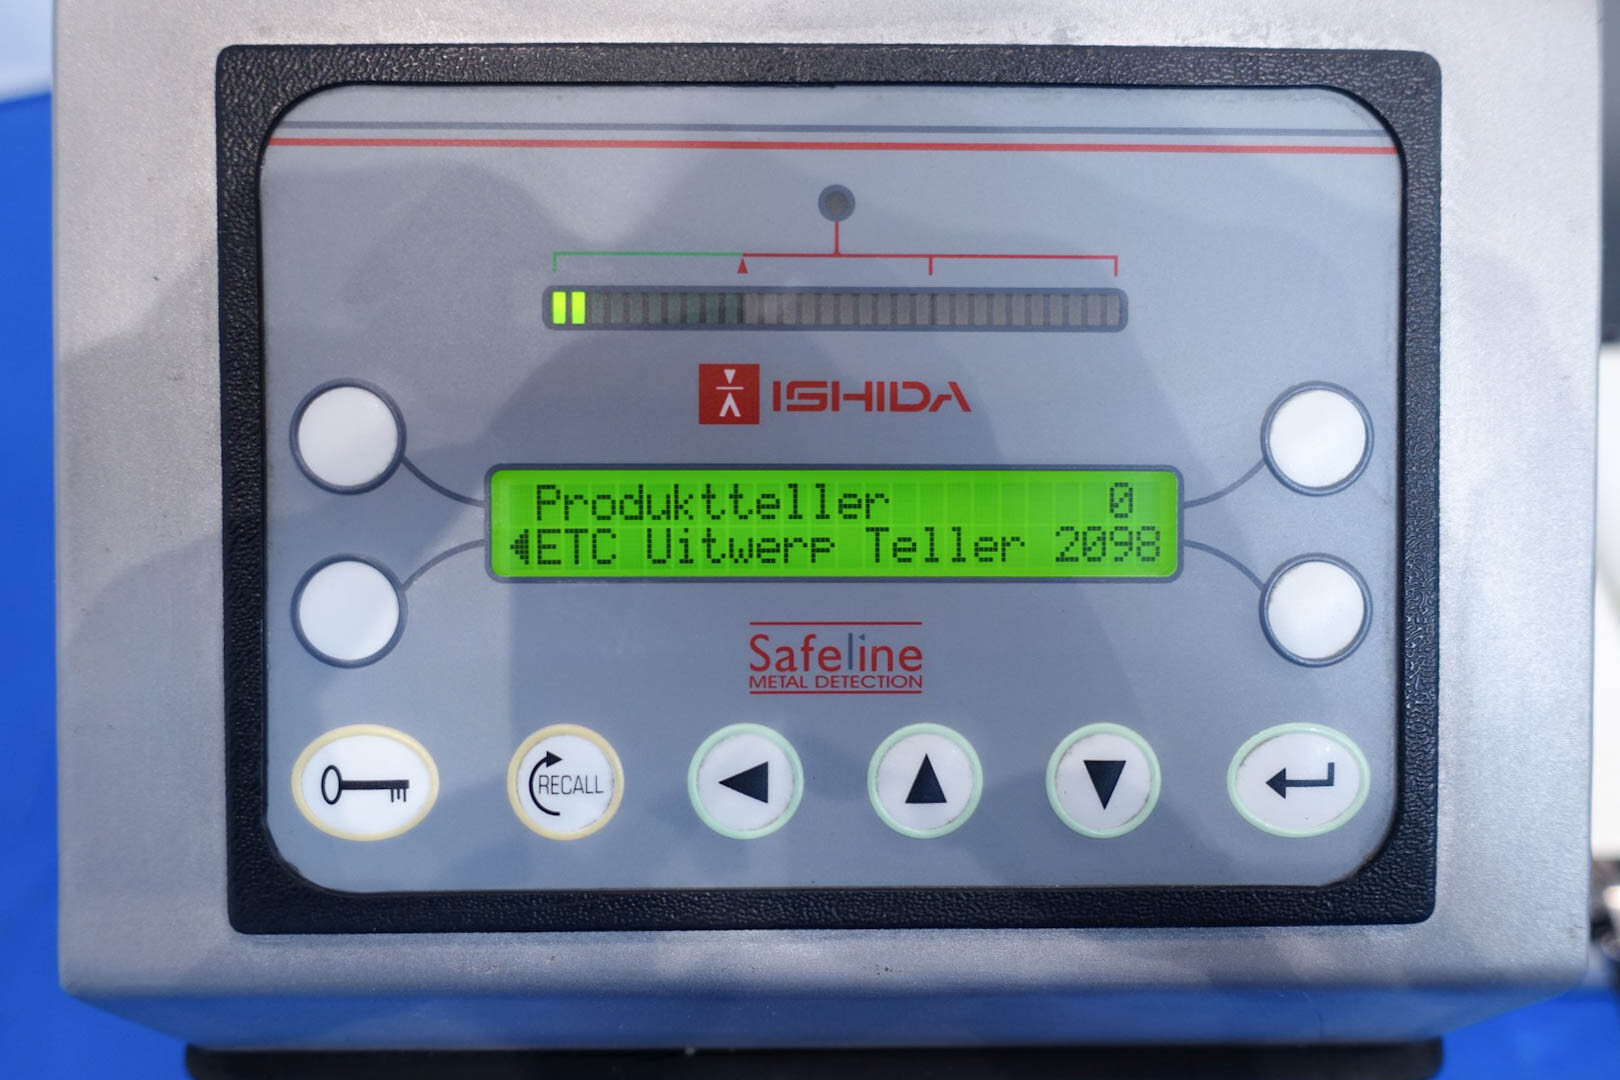 ISHIDA
Produktteller 0
ETC Uitwerp Teller 2098
Safeline
METAL DETECTION
RECALL